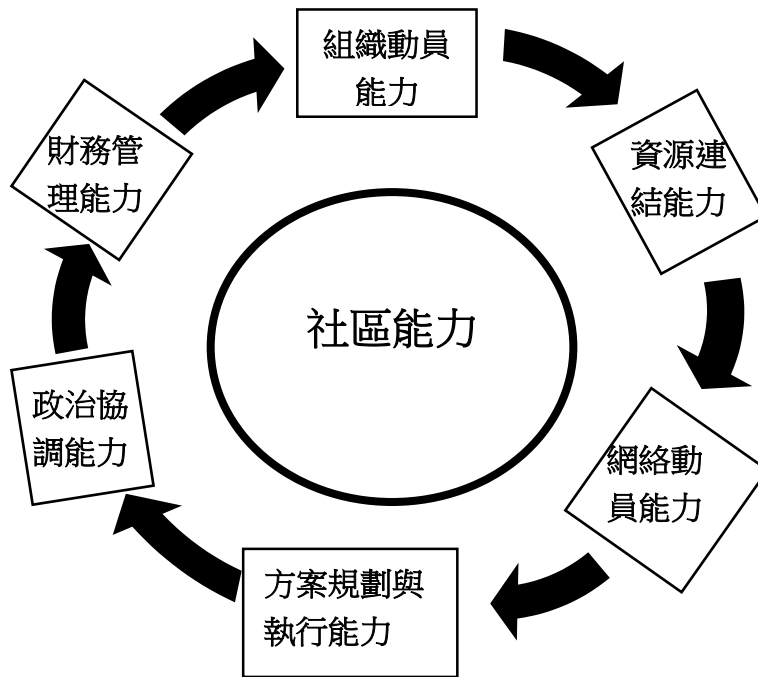 組織動員
能力
資源連
結能力
網絡動
員能力
方案規劃與
執行能力
政治協
調能力
財務管
理能力
社區能力